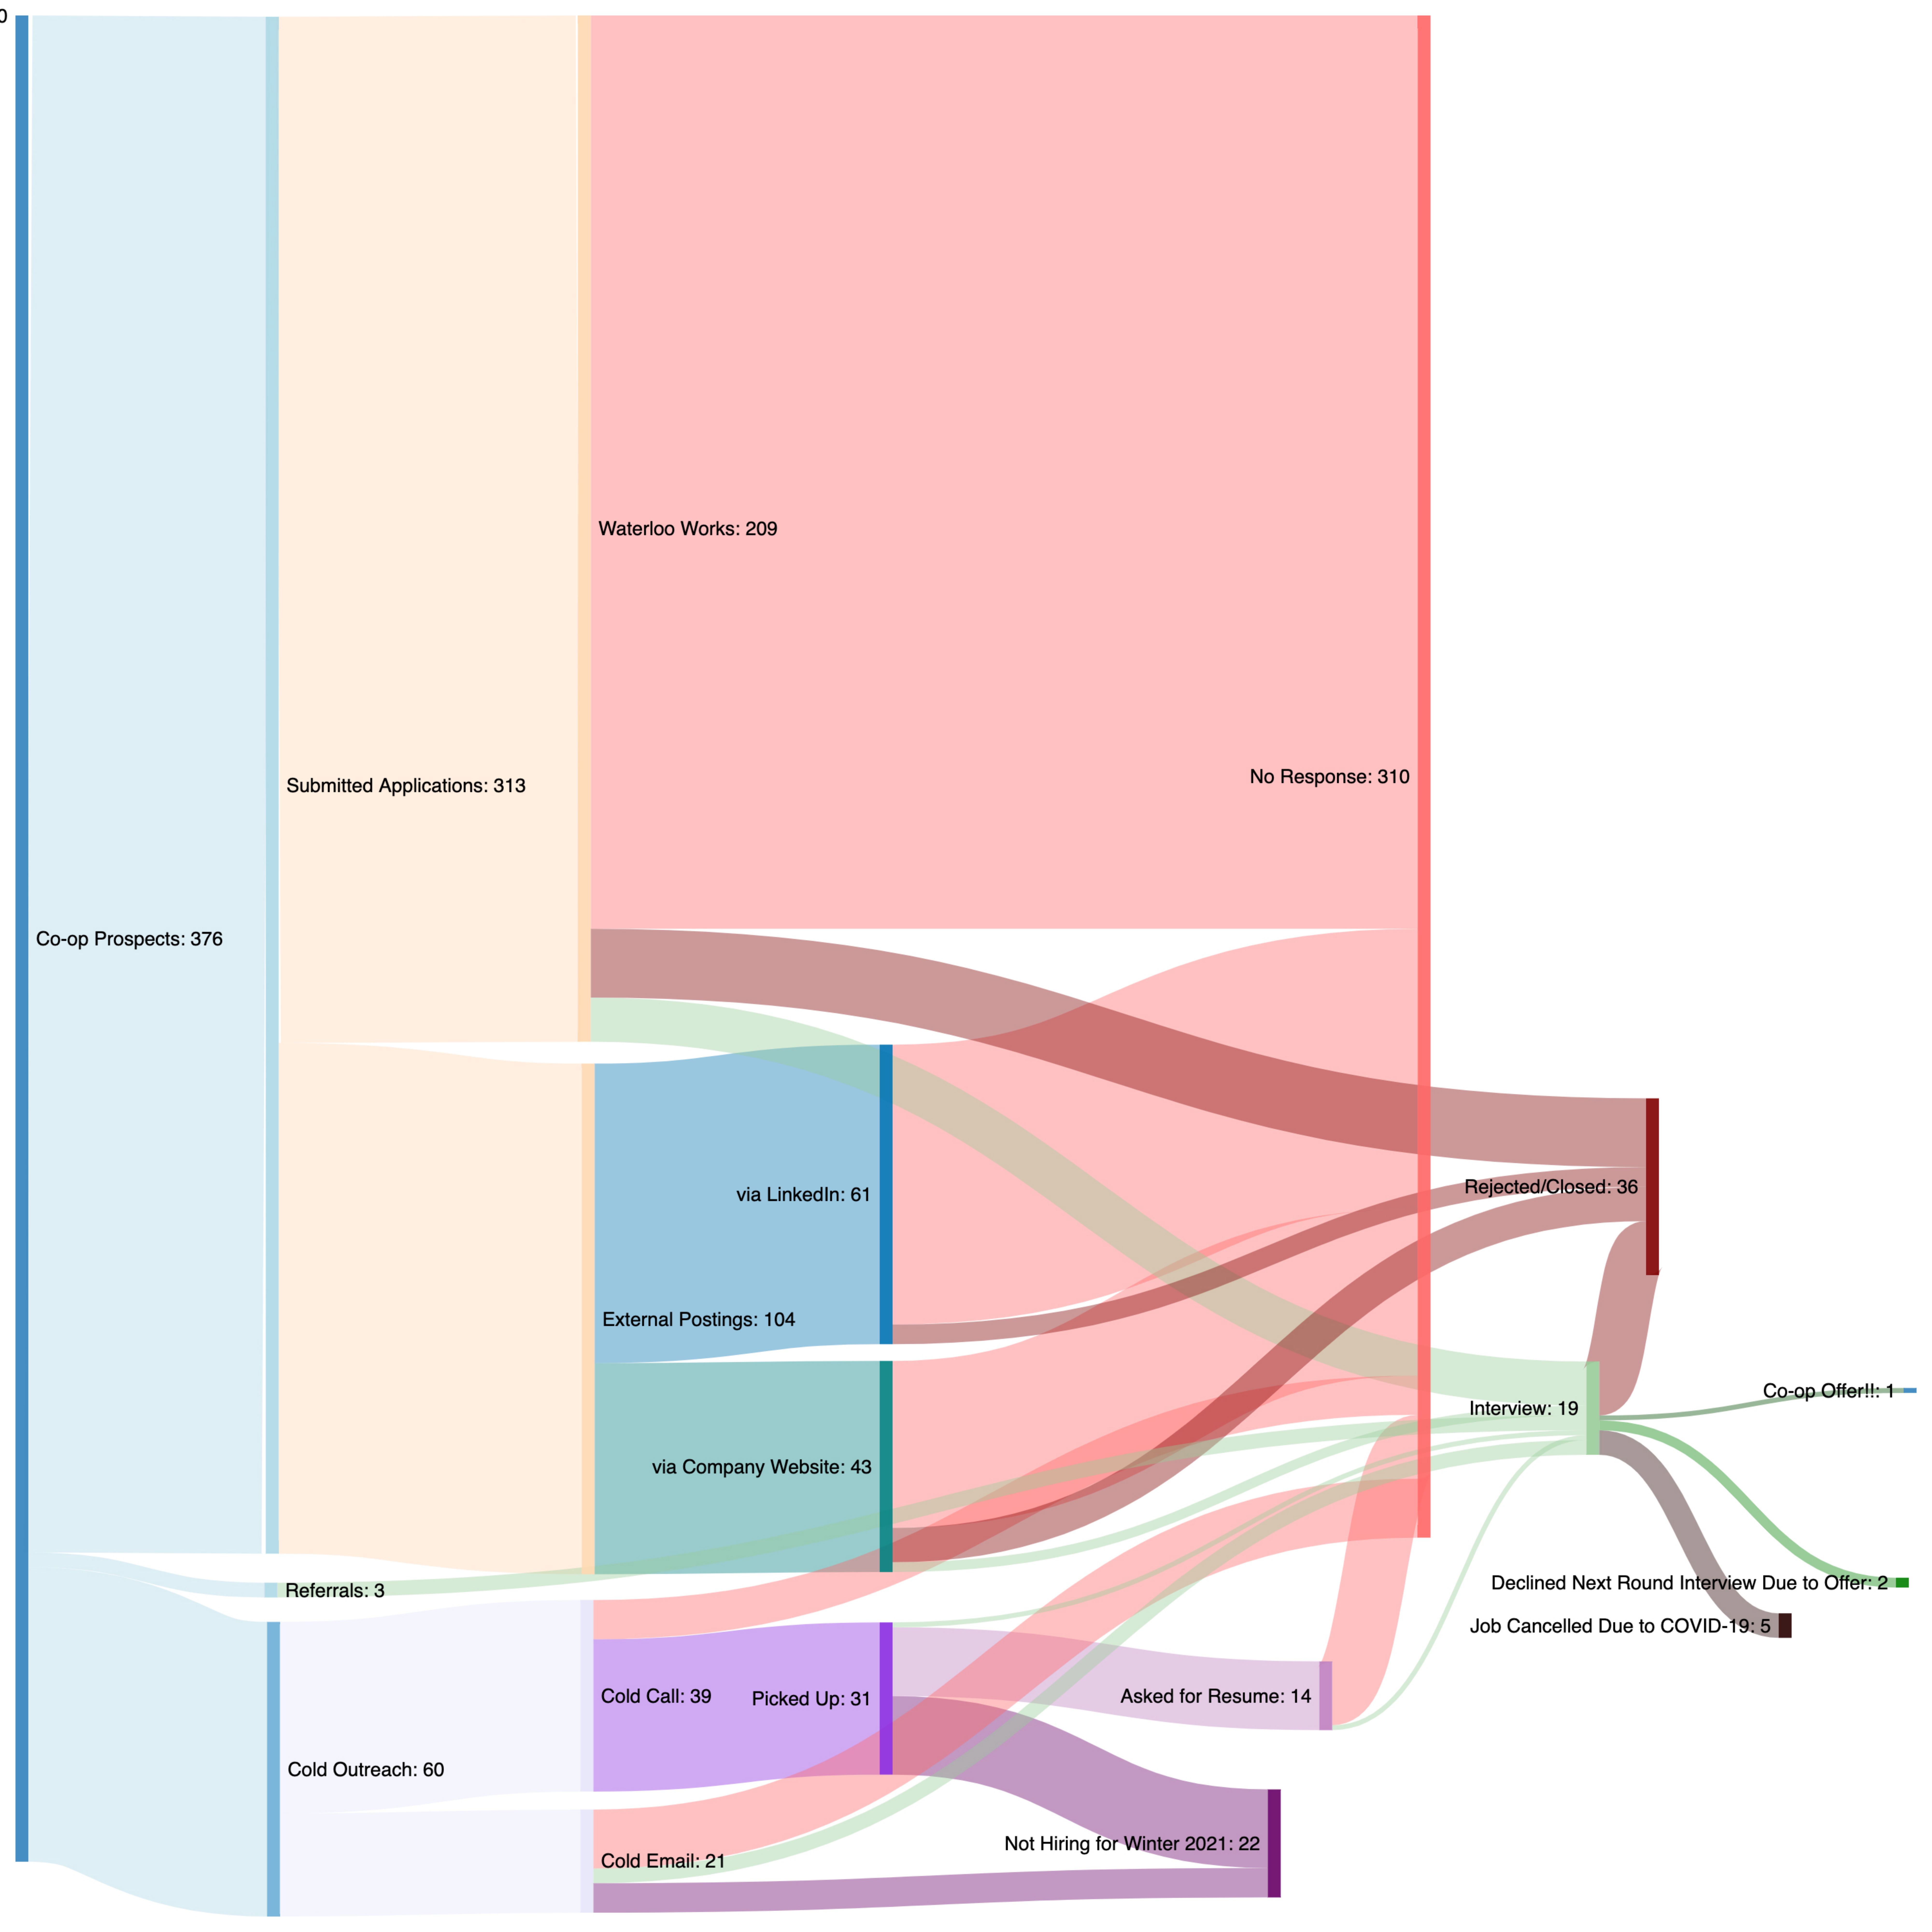 0
Co-op Prospects: 376
Submitted Applications: 313
Referrals: 3
Cold Outreach: 60
Waterloo Works: 209
External Postings: 104
Cold Call: 39
Cold Email: 21
via LinkedIn: 61
via Company Website: 43
Picked Up: 31
Asked for Resume: 14
Not Hiring for Winter 2021: 22
No Response: 310
Rejected/Closed: 36
Interview: 19
Co-op Offer!!: 1
Declined Next Round Interview Due to Offer: 2
Job Cancelled Due to COVID-19: 5